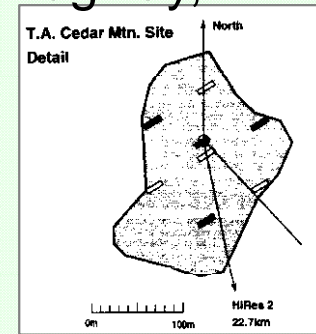 T.A. Cedar Mtn. Site
North
Detail
HiRes 2
0m 100m 22.7km